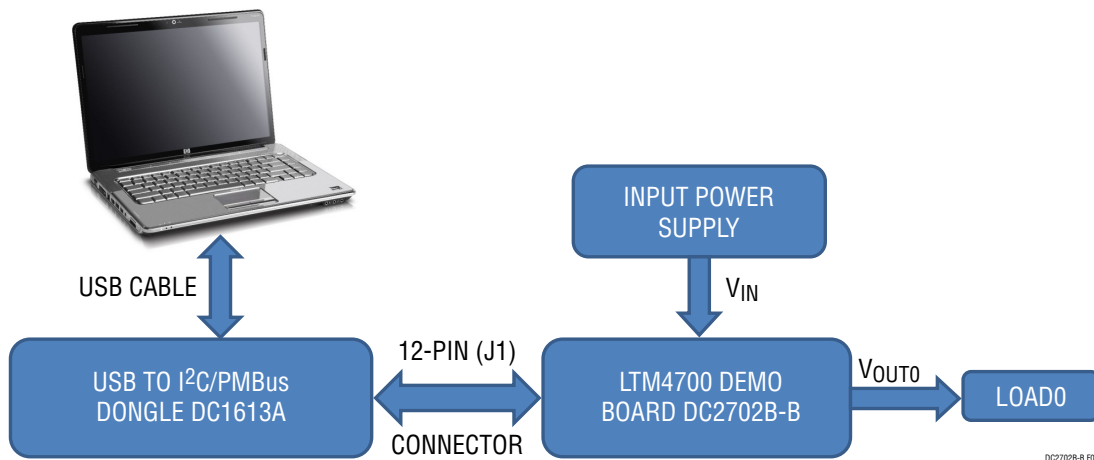 INPUT POWER
SUPPLY
USB CABLE
VIN
USB TO I2C/PMBus
DONGLE DC1613A
12-PIN (J1)
CONNECTOR
LTM4700 DEMO
BOARD DC2702B-B
VOUT0
LOAD0